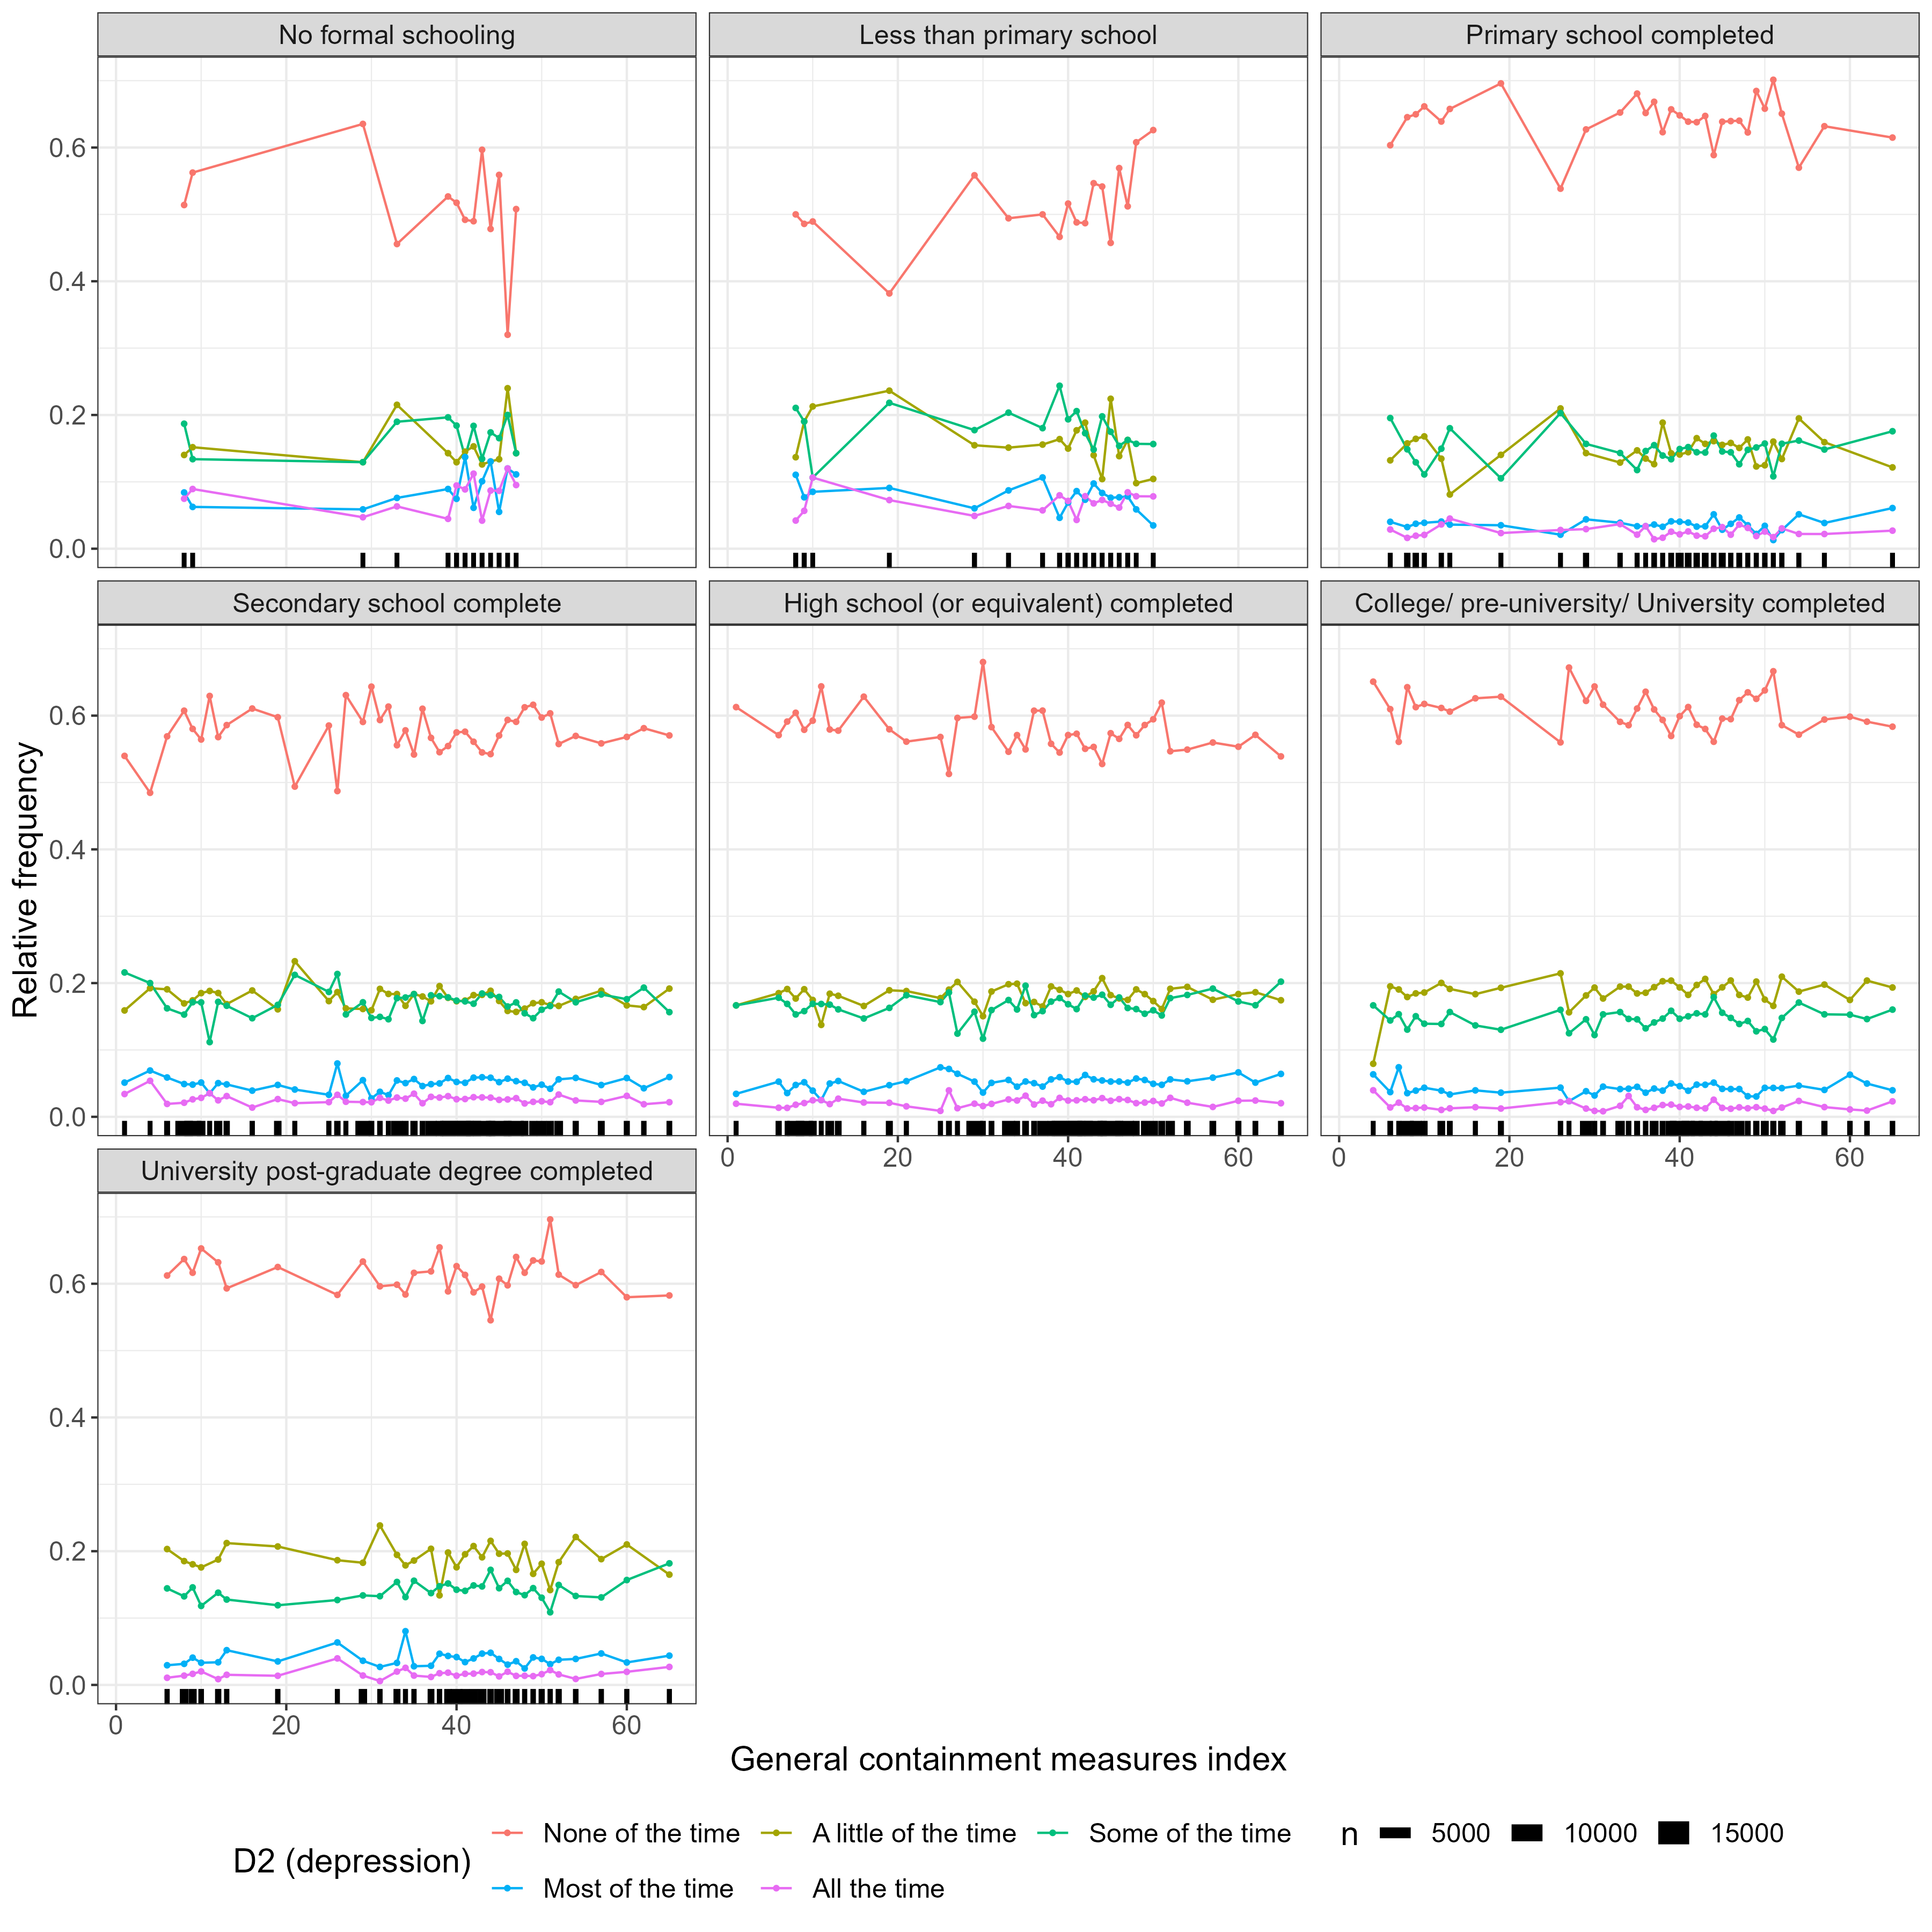 No formal schooling
Less than primary school
Primary school completed
0.6
0.4
0.2
0.0
Secondary school complete
High school (or equivalent) completed
College/ pre-university/ University completed
0.6
0.4
0.2
0.0
0 20 40 60
0 20 40 60
University post-graduate degree completed
0.6
0.4
0.2
0.0
0 20 40 60
Relative frequency
General containment measures index
D2 (depression)
None of the time
A little of the time
Some of the time
Most of the time
All the time
n 5000 10000 15000